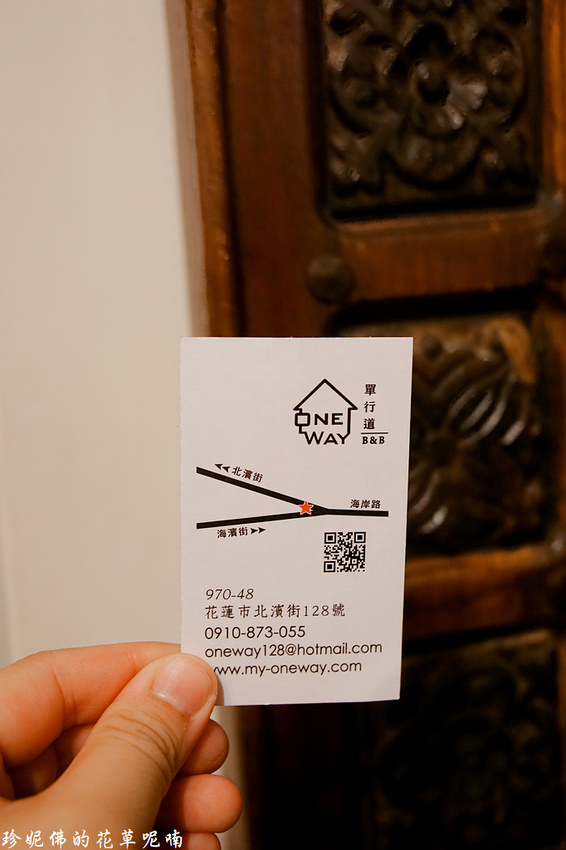 ONE
WAY
單行道
B&B
◀◀北濱街
海岸路
海濱街➤➤
970-48
花蓮市北濱街128號
0910-873-055
oneway128@hotmail.com
www.my-oneway.com
珍妮佛的花草呢喃